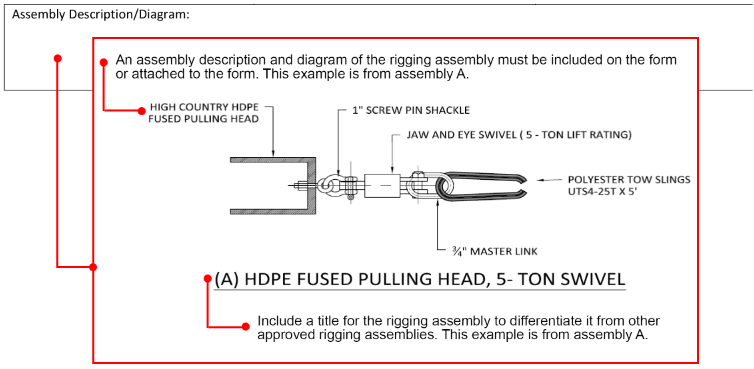 Assembly Description/Diagram:
An assembly description and diagram of the rigging assembly must be included on the form
or attached to the form. This example is from assembly A.
HIGH COUNTRY HDPE
FUSED PULLING HEAD
1" SCREW PIN SHACKLE
JAW AND EYE SWIVEL ( 5 - TON LIFT RATING)
POLYESTER TOW SLINGS
UTS4-25T X 5'
¾" MASTER LINK
(A) HDPE FUSED PULLING HEAD, 5- TON SWIVEL
Include a title for the rigging assembly to differentiate it from other
approved rigging assemblies. This example is from assembly A.